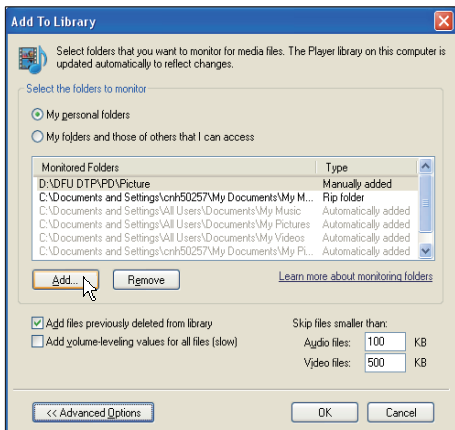 Add To Library
Select folders that you want to monitor for media files. The Player library on this computer is
updated automatically to reflect changes.
Select the folders to monitor
My personal folders
My folders and those of others that I can access
Monitored Folders Type
D:\DFU DTP\PD\Picture Manually added
C:\Documents and Settings\cnh50257\My Documents\My M... Rip folder
C:\Documents and Settings\All Users\Documents\My Music Automatically added
C:\Documents and Settings\All Users\Documents\My Pictures Automatically added
C:\Documents and Settings\All Users\Documents\My Videos Automatically added
C:\Documents and Settings\cnh50257\My Documents\My Pi... Automatically added
Add... Remove Learn more about monitoring folders
Add files previously deleted from library Skip files smaller than:
Add volume-leveling values for all files (slow) Audio files: 100 KB
Video files: 500 KB
<< Advanced Options OK Cancel